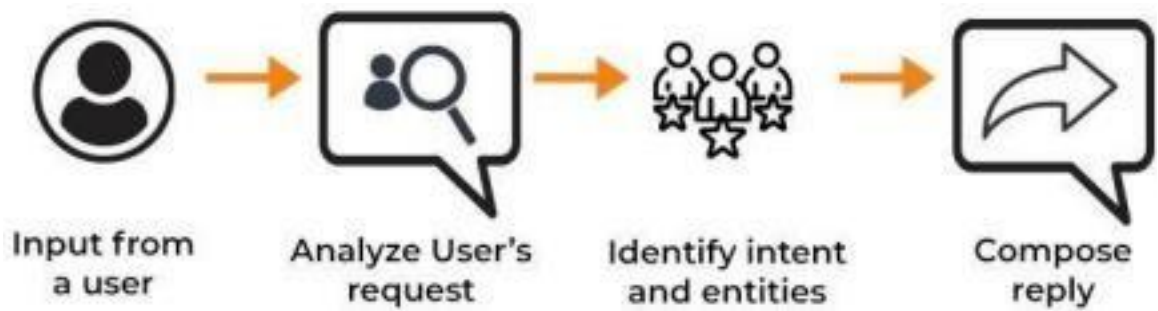 Input from
a user
Analyze User's
request
Identify intent
and entities
Compose
reply